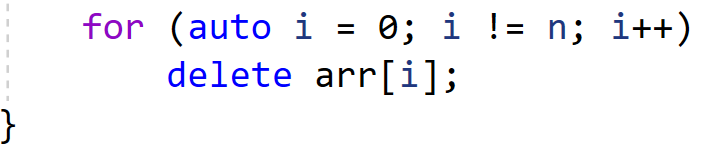 for (auto i = 0; i != n; i++)
delete arr[i];
}